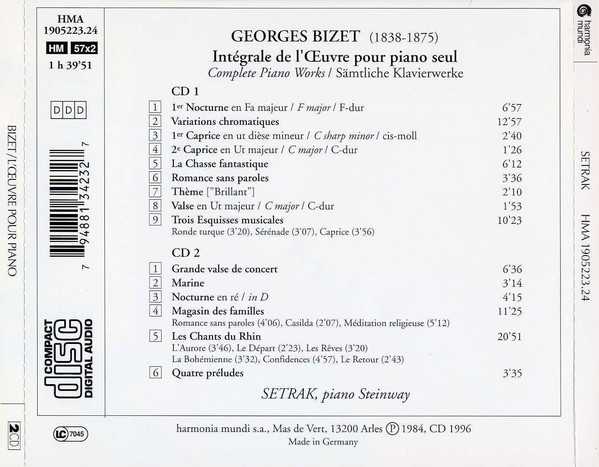 HMA
1905223.24
HM 57x2
1 h 39'51
DDD
7 94881 34232 7
COMPACT
disc
DIGITAL AUDIO
LC 7045
BIZET/L'ŒUVRE POUR PIANO
2 CD
GEORGES BIZET (1838-1875)
Intégrale de l'Œuvre pour piano seul
Complete Piano Works / Sämtliche Klavierwerke
CD 1
1 1er Nocturne en Fa majeur / F major / F-dur 6'57
2 Variations chromatiques 12'57
3 1er Caprice en ut dièse mineur / C sharp minor / cis-moll 2'40
4 2e Caprice en Ut majeur / C major / C-dur 1'26
5 La Chasse fantastique 6'12
6 Romance sans paroles 3'36
7 Thème ["Brillant"] 2'10
8 Valse en Ut majeur / C major / C-dur 1'53
9 Trois Esquisses musicales 10'23
Ronde turque (3'20), Sérénade (3'07), Caprice (3'56)
CD 2
1 Grande valse de concert 6'36
2 Marine 3'14
3 Nocturne en ré / in D 4'15
4 Magasin des familles 11'25
Romance sans paroles (4'06), Casilda (2'07), Méditation religieuse (5'12)
5 Les Chants du Rhin 20'51
L'Aurore (3'46), Le Départ (2'23), Les Rêves (3'20)
La Bohémienne (3'32), Confidences (4'57), Le Retour (2'43)
6 Quatre préludes 3'35
SETRAK, piano Steinway
harmonia mundi s.a., Mas de Vert, 13200 Arles Ⓟ 1984, CD 1996
Made in Germany
harmonia
mundi
SETRAK
HMA 1905223.24